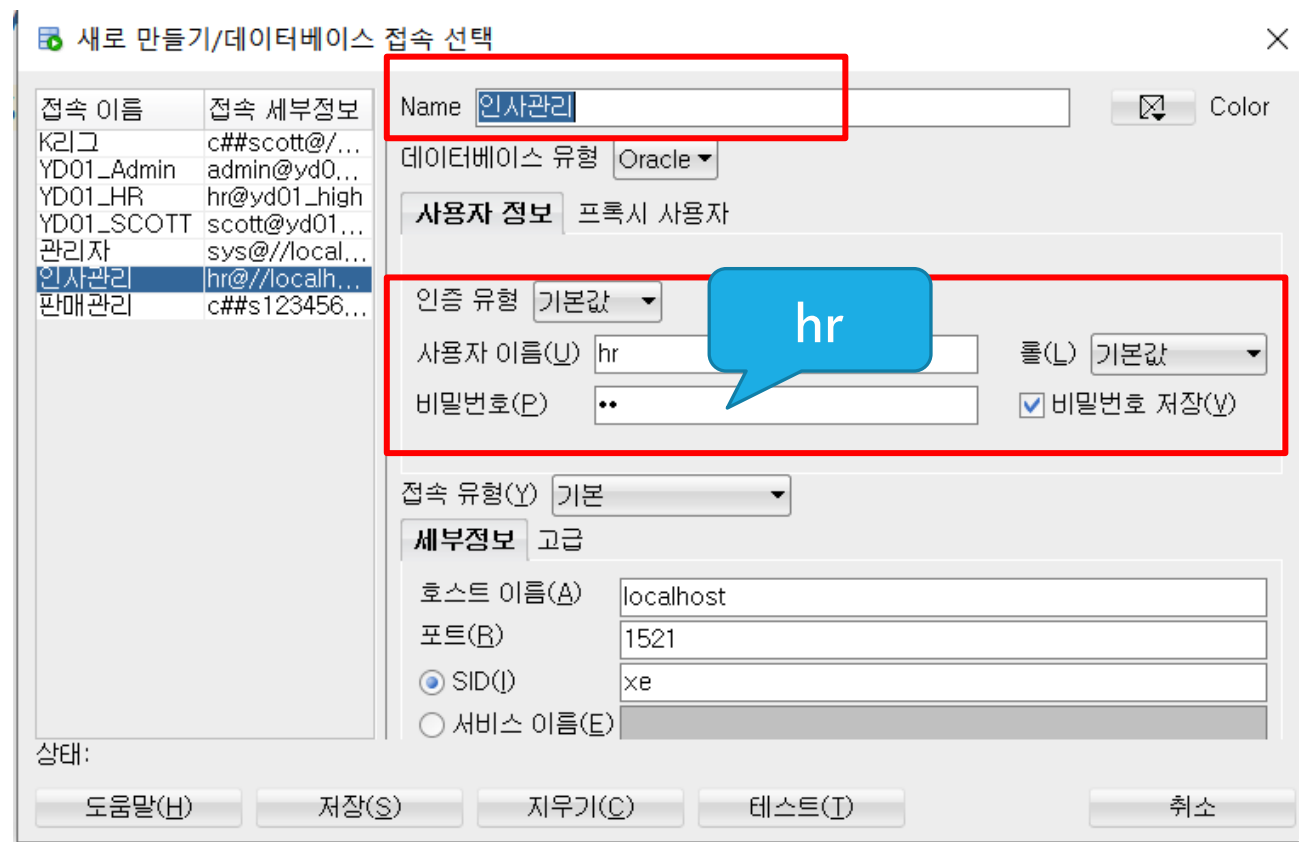 새로 만들기/데이터베이스 접속 선택
접속 이름 접속 세부정보
K리그 c##scott@/...
YD01_Admin admin@yd0...
YD01_HR hr@yd01_high
YD01_SCOTT scott@yd01...
관리자 sys@//local...
인사관리 hr@//localh...
판매관리 c##s123456...
Name 인사관리 Color
데이터베이스 유형 Oracle
사용자 정보 프록시 사용자
인증 유형 기본값
hr
사용자 이름(U) hr 롤(L) 기본값
비밀번호(P) •• 비밀번호 저장(V)
접속 유형(Y) 기본
세부정보 고급
호스트 이름(A) localhost
포트(R) 1521
SID(I) xe
서비스 이름(E)
상태:
도움말(H) 저장(S) 지우기(C) 테스트(T) 취소